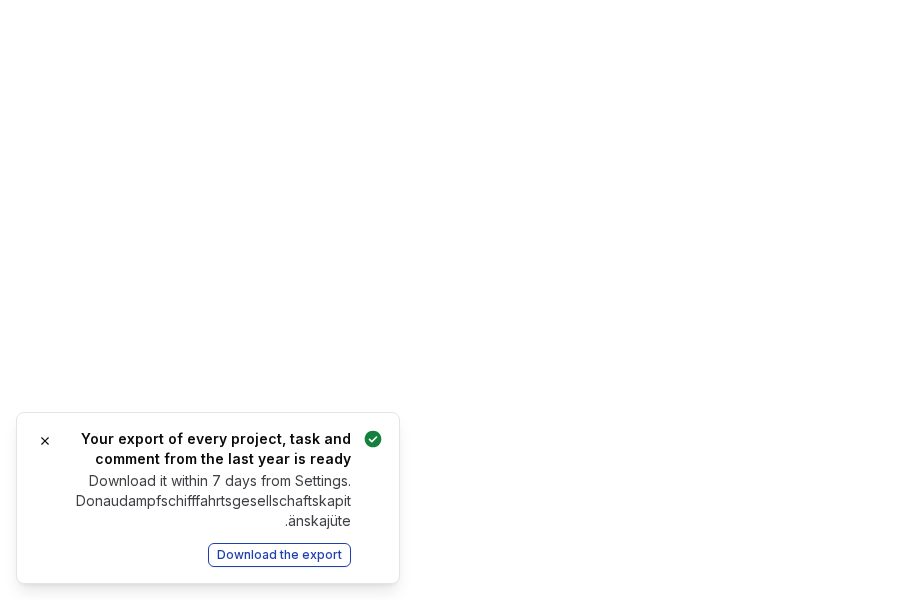 Your export of every project, task and
comment from the last year is ready
Download it within 7 days from Settings.
Donaudampfschifffahrtsgesellschaftskapit
änskajüte.
Download the export